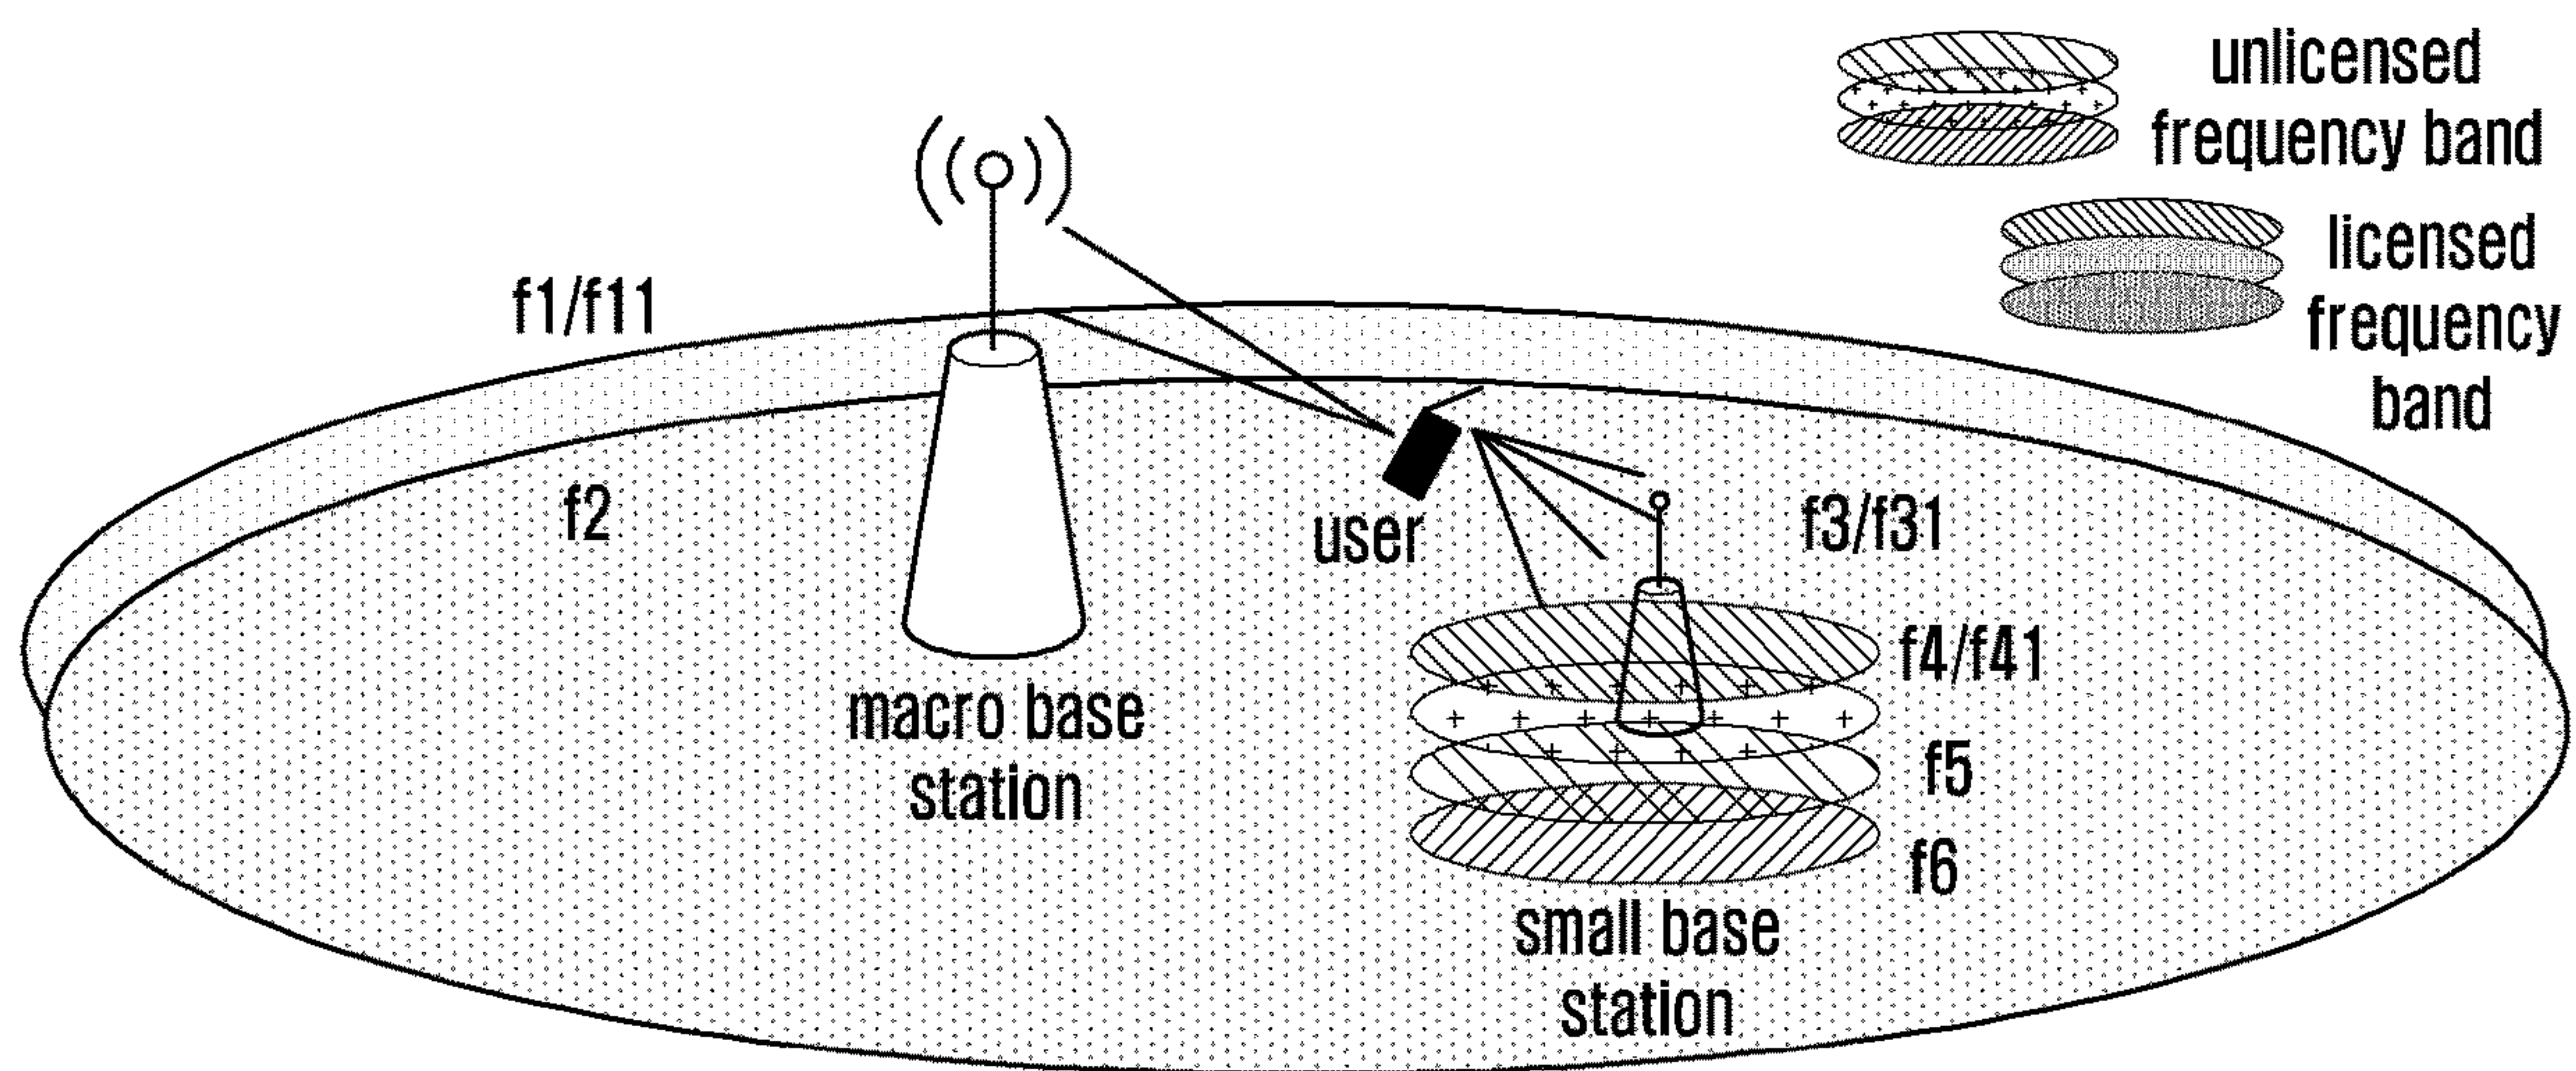 unlicensed
frequency band
licensed
frequency
band
f1/f11
f2
user
f3/f31
f4/f41
f5
f6
macro base
station
small base
station